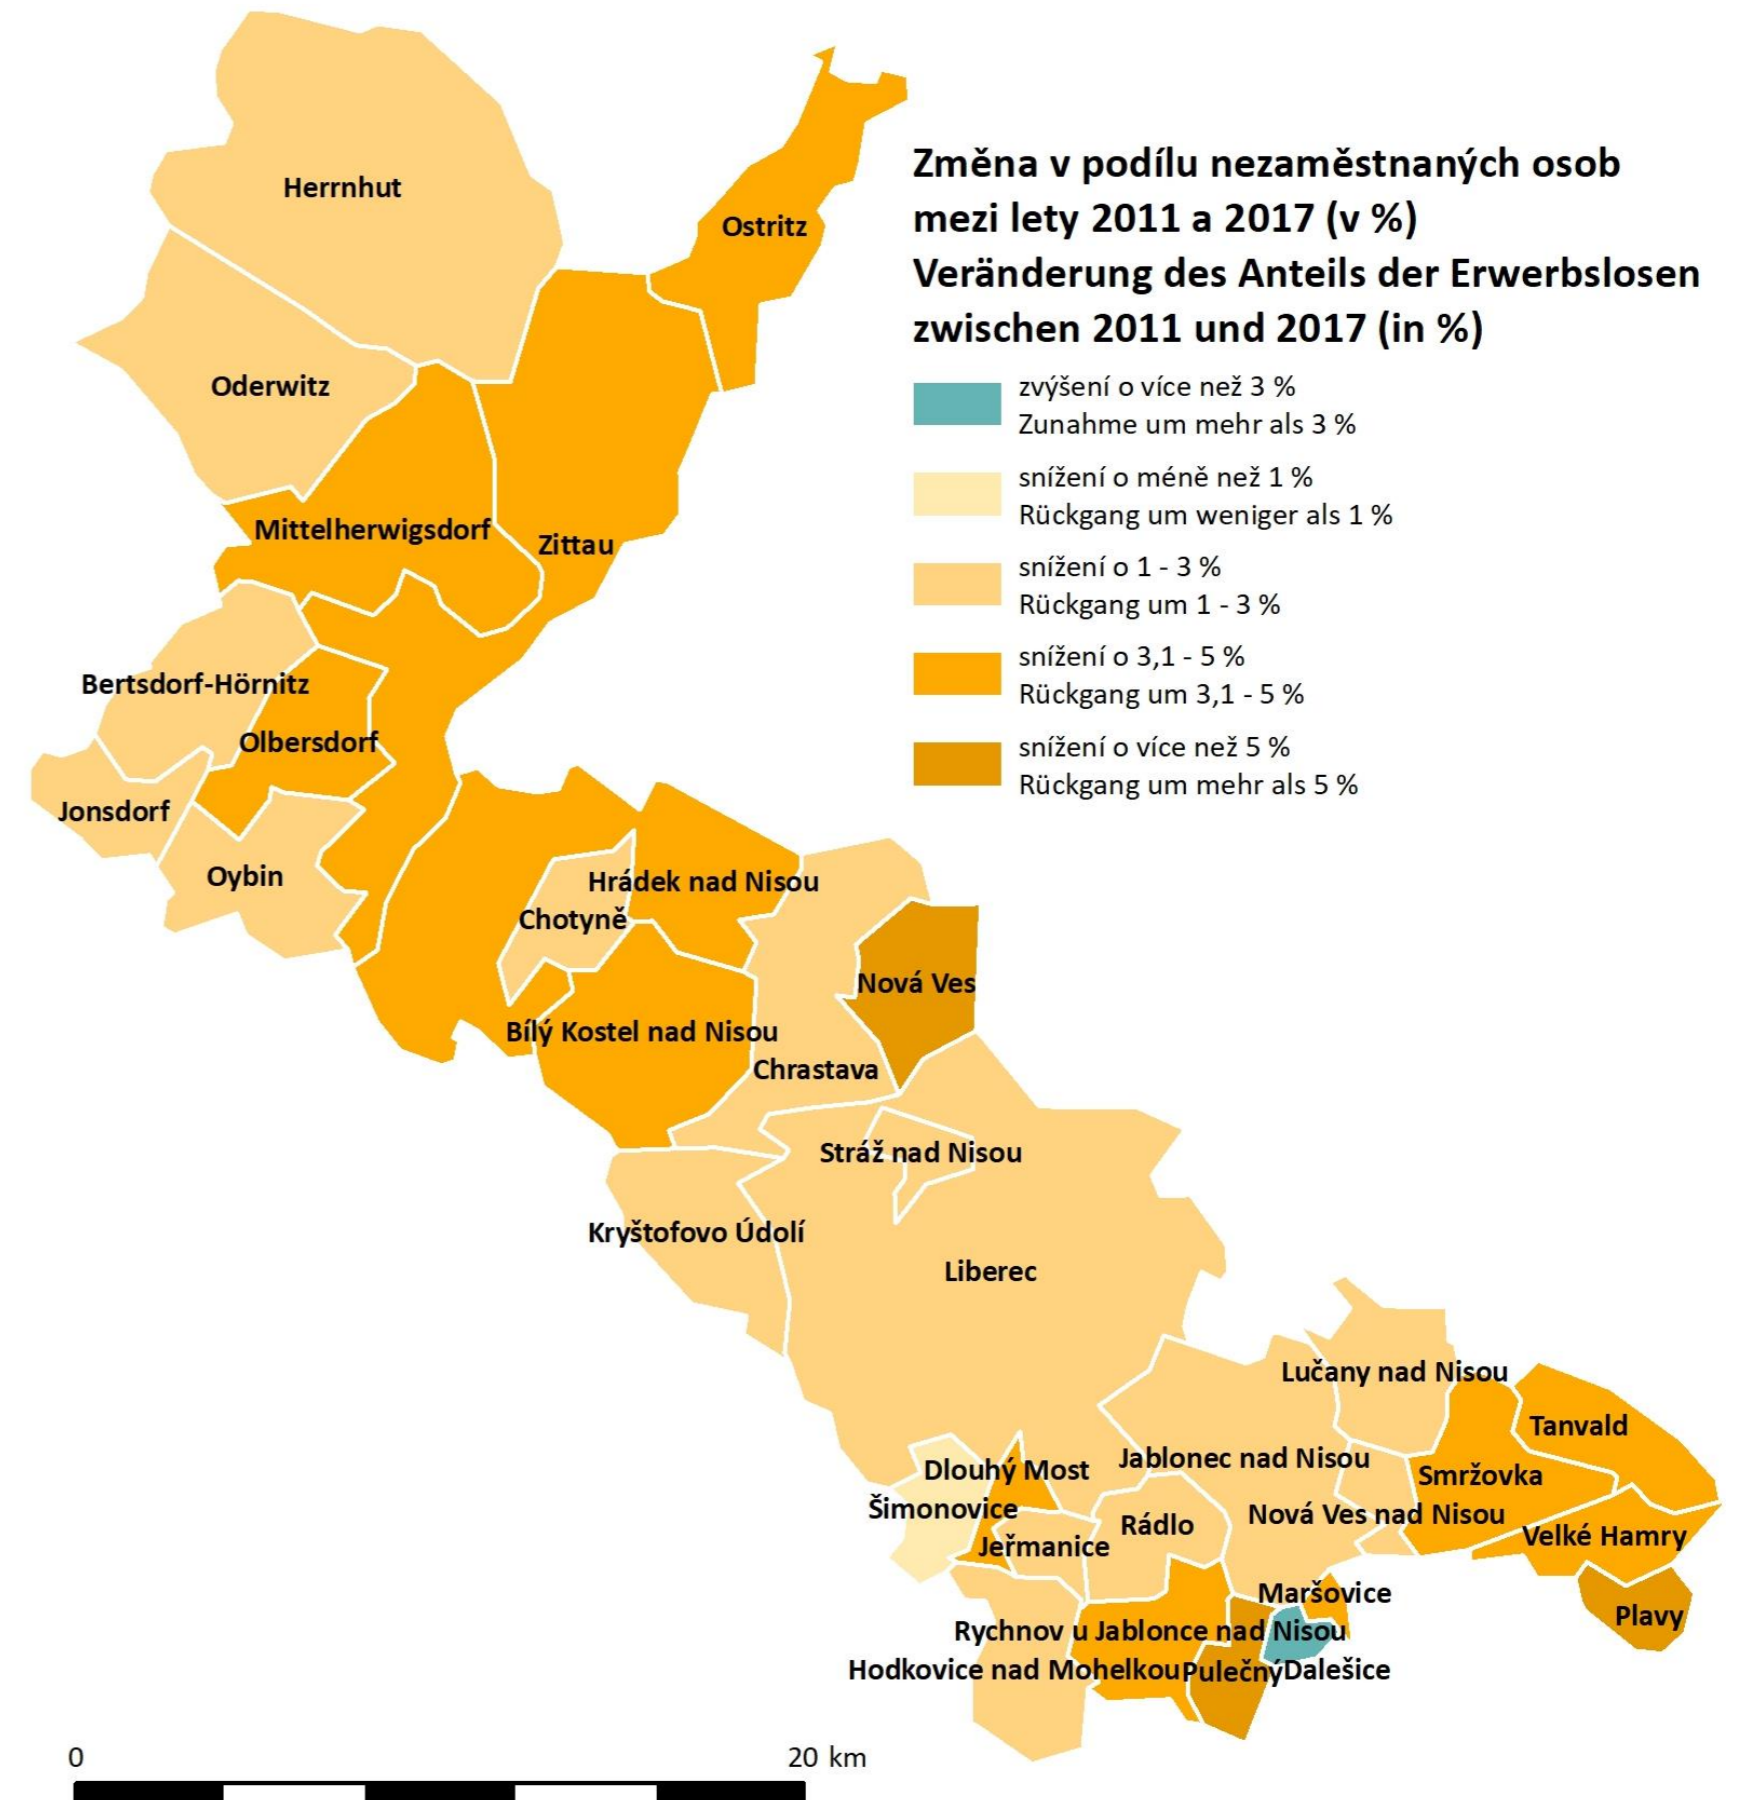 Herrnhut
Ostritz
Změna v podílu nezaměstnaných osob
mezi lety 2011 a 2017 (v %)
Veränderung des Anteils der Erwerbslosen
zwischen 2011 und 2017 (in %)
zvýšení o více než 3 %
Zunahme um mehr als 3 %
snížení o méně než 1 %
Rückgang um weniger als 1 %
snížení o 1 - 3 %
Rückgang um 1 - 3 %
snížení o 3,1 - 5 %
Rückgang um 3,1 - 5 %
snížení o více než 5 %
Rückgang um mehr als 5 %
Oderwitz
Mittelherwigsdorf
Zittau
Bertsdorf-Hörnitz
Olbersdorf
Jonsdorf
Oybin
Hrádek nad Nisou
Chotyně
Nová Ves
Bílý Kostel nad Nisou
Chrastava
Stráž nad Nisou
Kryštofovo Údolí
Liberec
Lučany nad Nisou
Tanvald
Jablonec nad Nisou
Dlouhý Most
Smržovka
Šimonovice
Nová Ves nad Nisou
Rádlo
Velké Hamry
Jeřmanice
Maršovice
Plavy
Rychnov u Jablonce nad Nisou
Hodkovice nad Mohelkou
Pulečný
Dalešice
0
20 km